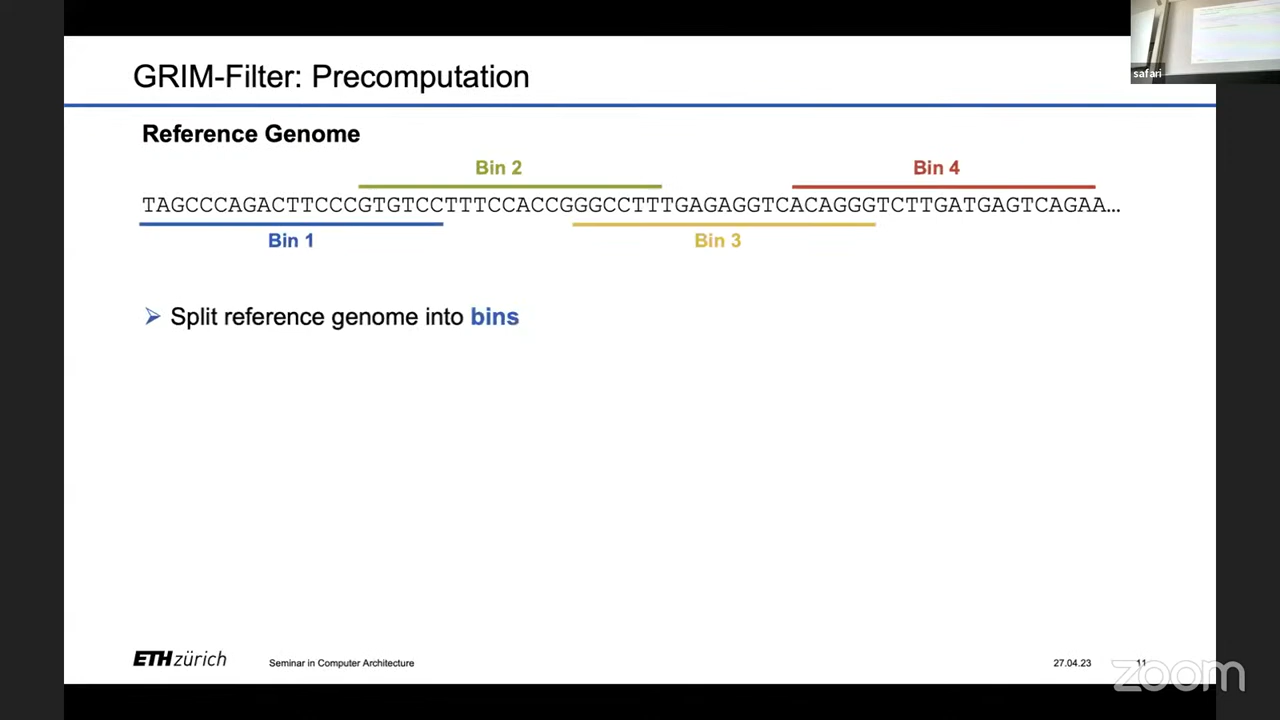 safari
GRIM-Filter: Precomputation
Reference Genome
Bin 2
Bin 4
TAGCCCAGACTTCCCGTGTCCTTTCCACCGGGCCTTTGAGAGGTCACAGGGTCTTGATGAGTCAGAA...
Bin 1
Bin 3
Split reference genome into bins
ETH zürich
Seminar in Computer Architecture
27.04.23
11
zoom